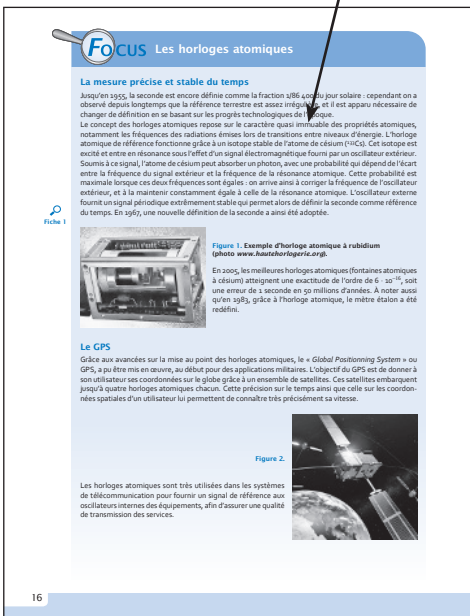 FOCUS Les horloges atomiques
La mesure précise et stable du temps
Jusqu'en 1955, la seconde est encore définie comme la fraction 1/86 400 du jour solaire : cependant on a
observé depuis longtemps que la référence terrestre est assez irrégulière, et il est apparu nécessaire de
changer de définition en se basant sur les progrès technologiques de l'époque.
Le concept des horloges atomiques repose sur le caractère quasi immuable des propriétés atomiques,
notamment les fréquences des radiations émises lors de transitions entre niveaux d'énergie. L'horloge
atomique de référence fonctionne grâce à un isotope stable de l'atome de césium (¹³³Cs). Cet isotope est
excité et entre en résonance sous l'effet d'un signal électromagnétique fourni par un oscillateur extérieur.
Soumis à ce signal, l'atome de césium peut absorber un photon, avec une probabilité qui dépend de l'écart
entre la fréquence du signal extérieur et la fréquence de la résonance atomique. Cette probabilité est
maximale lorsque ces deux fréquences sont égales : on arrive ainsi à corriger la fréquence de l'oscillateur
extérieur, et à la maintenir constamment égale à celle de la résonance atomique. L'oscillateur externe
fournit un signal périodique extrêmement stable qui permet alors de définir la seconde comme référence
du temps. En 1967, une nouvelle définition de la seconde a ainsi été adoptée.
Fiche 1
Figure 1. Exemple d'horloge atomique à rubidium
(photo www.hautehorlogerie.org).
En 2005, les meilleures horloges atomiques (fontaines atomiques
à césium) atteignent une exactitude de l'ordre de 6 · 10⁻¹⁶, soit
une erreur de 1 seconde en 50 millions d'années. À noter aussi
qu'en 1983, grâce à l'horloge atomique, le mètre étalon a été
redéfini.
Le GPS
Grâce aux avancées sur la mise au point des horloges atomiques, le « Global Positionning System » ou
GPS, a pu être mis en œuvre, au début pour des applications militaires. L'objectif du GPS est de donner à
son utilisateur ses coordonnées sur le globe grâce à un ensemble de satellites. Ces satellites embarquent
jusqu'à quatre horloges atomiques chacun. Cette précision sur le temps ainsi que celle sur les coordon-
nées spatiales d'un utilisateur lui permettent de connaître très précisément sa vitesse.
Figure 2.
Les horloges atomiques sont très utilisées dans les systèmes
de télécommunication pour fournir un signal de référence aux
oscillateurs internes des équipements, afin d'assurer une qualité
de transmission des services.
16